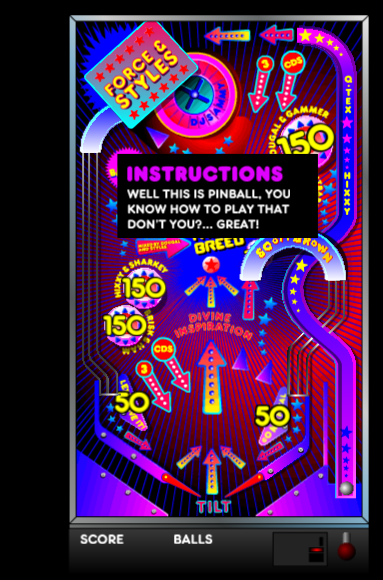 FORCE &
STYLES
3
CDS
Q-TEX
HIXXY
DOUGAL & GAMMER
150
INSTRUCTIONS
WELL THIS IS PINBALL, YOU
KNOW HOW TO PLAY THAT
DON'T YOU?... GREAT!
BREED
SCOTT BROWN
HIXXY & SHARKEY
150
150
DIVINE
INSPIRATION
CDS
3
50
50
TILT
SCORE
BALLS